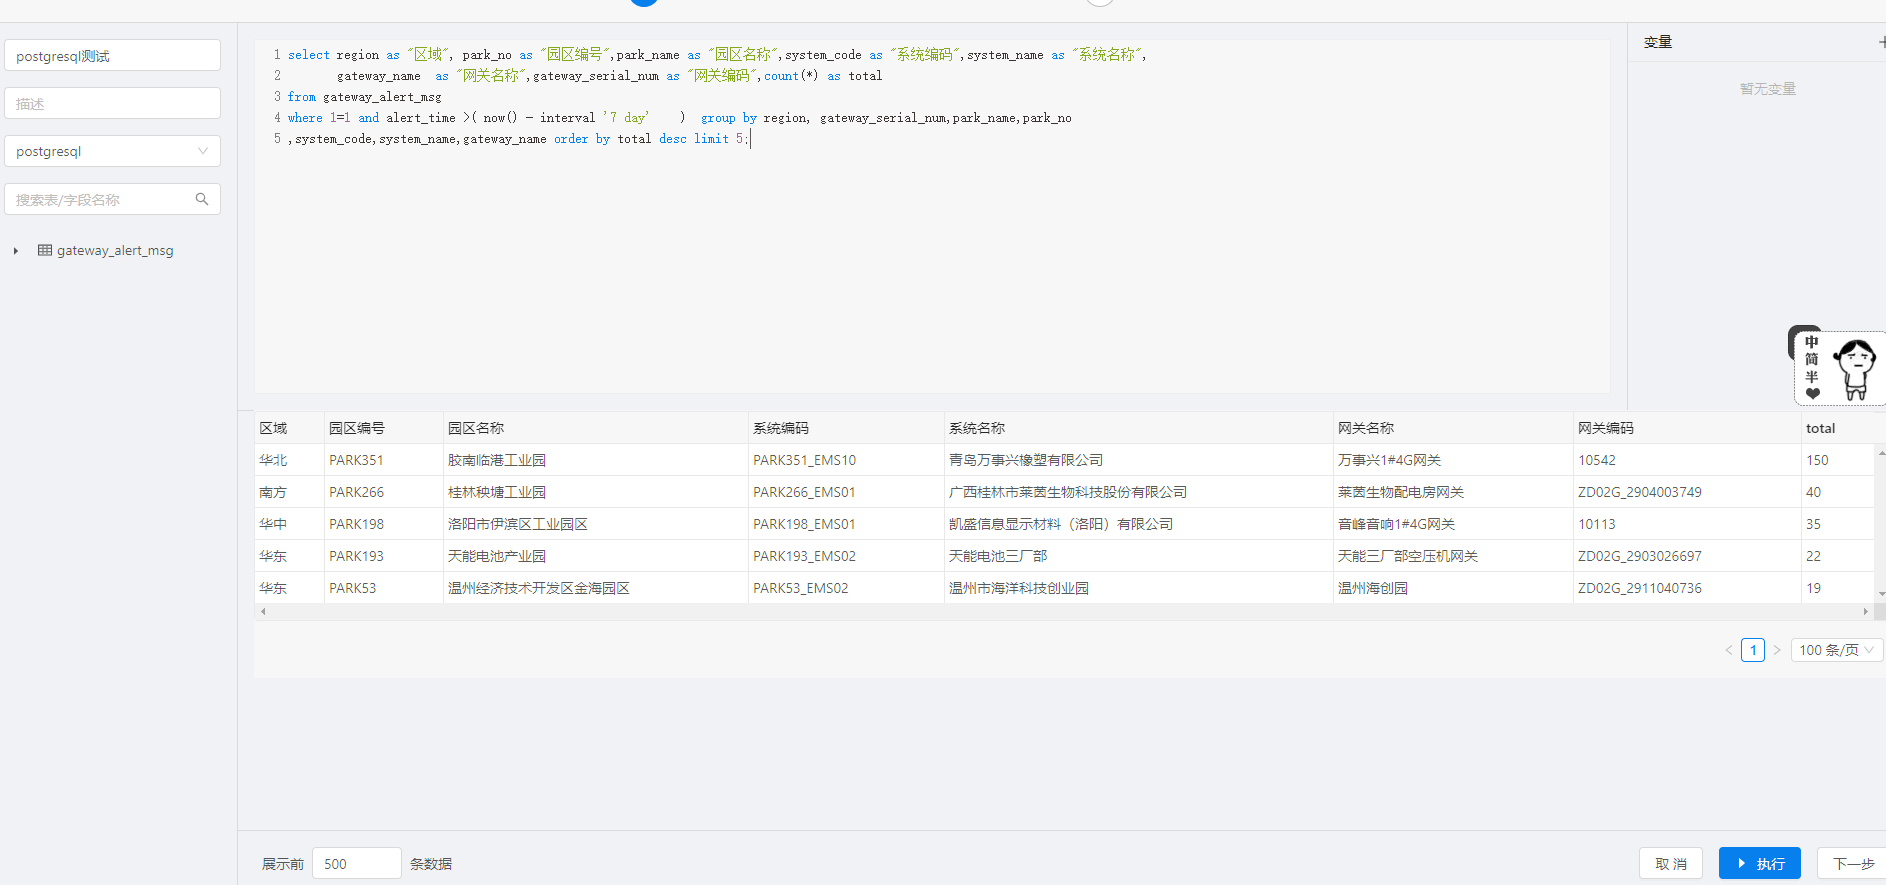 postgresql测试
描述
postgresql
搜索表/字段名称
gateway_alert_msg
1 select region as "区域", park_no as "园区编号",park_name as "园区名称",system_code as "系统编码",system_name as "系统名称",
2 gateway_name as "网关名称",gateway_serial_num as "网关编码",count(*) as total
3 from gateway_alert_msg
4 where 1=1 and alert_time >( now() - interval '7 day' ) group by region, gateway_serial_num,park_name,park_no
5 ,system_code,system_name,gateway_name order by total desc limit 5;
变量
暂无变量
中
简
半
区域 园区编号 园区名称 系统编码 系统名称 网关名称 网关编码 total
华北 PARK351 胶南临港工业园 PARK351_EMS10 青岛万事兴橡塑有限公司 万事兴1#4G网关 10542 150
南方 PARK266 桂林秧塘工业园 PARK266_EMS01 广西桂林市莱茵生物科技股份有限公司 莱茵生物配电房网关 ZD02G_2904003749 40
华中 PARK198 洛阳市伊滨区工业园区 PARK198_EMS01 凯盛信息显示材料（洛阳）有限公司 音峰音响1#4G网关 10113 35
华东 PARK193 天能电池产业园 PARK193_EMS02 天能电池三厂部 天能三厂部空压机网关 ZD02G_2903026697 22
华东 PARK53 温州经济技术开发区金海园区 PARK53_EMS02 温州市海洋科技创业园 温州海创园 ZD02G_2911040736 19
1 100 条/页
展示前 500 条数据
取 消 执行 下一步